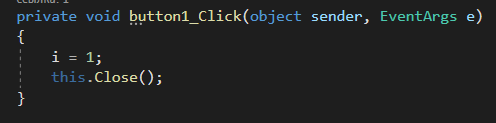 private void button1_Click(object sender, EventArgs e)
{
i = 1;
this.Close();
}